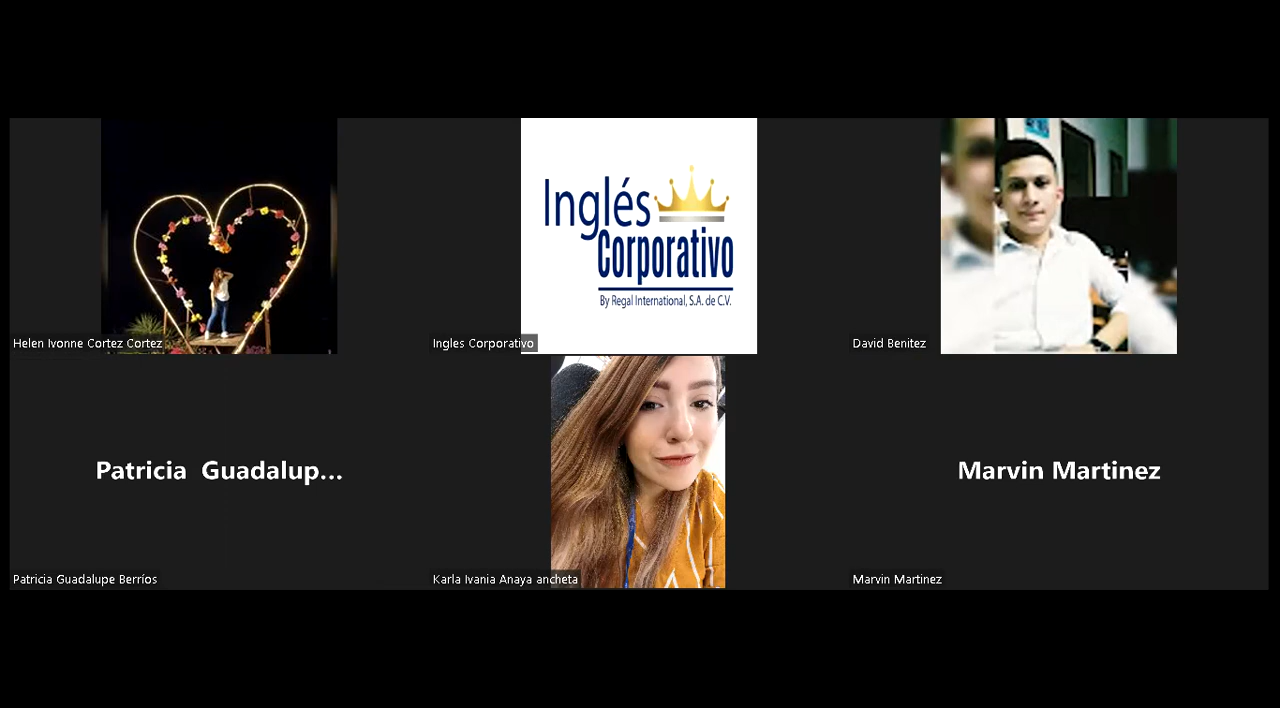 Inglés
Corporativo
By Regal International, S.A. de C.V.
Helen Ivonne Cortez Cortez
Ingles Corporativo
David Benitez
Patricia Guadalup...
Marvin Martinez
Patricia Guadalupe Berríos
Karla Ivania Anaya ancheta
Marvin Martinez